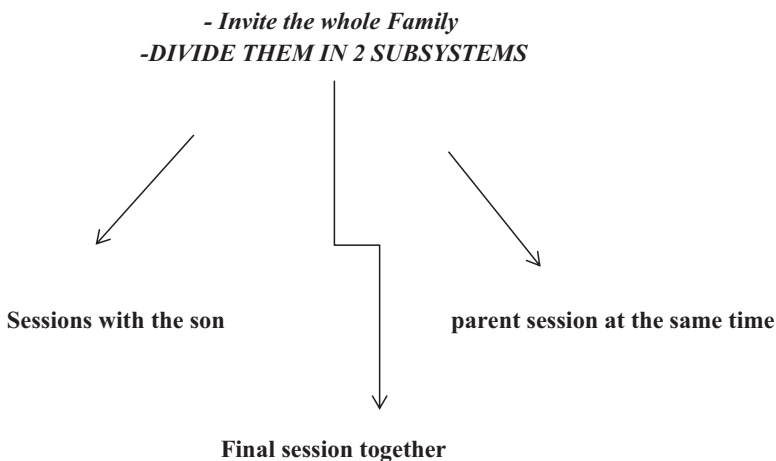 - Invite the whole Family
-DIVIDE THEM IN 2 SUBSYSTEMS
Sessions with the son
parent session at the same time
Final session together